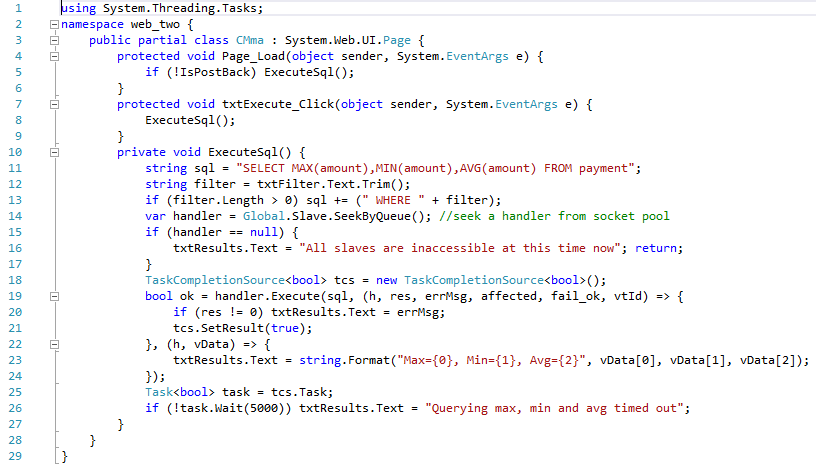 1 using System.Threading.Tasks;
2 namespace web_two {
3     public partial class CMma : System.Web.UI.Page {
4         protected void Page_Load(object sender, System.EventArgs e) {
5             if (!IsPostBack) ExecuteSql();
6         }
7         protected void txtExecute_Click(object sender, System.EventArgs e) {
8             ExecuteSql();
9         }
10         private void ExecuteSql() {
11             string sql = "SELECT MAX(amount),MIN(amount),AVG(amount) FROM payment";
12             string filter = txtFilter.Text.Trim();
13             if (filter.Length > 0) sql += (" WHERE " + filter);
14             var handler = Global.Slave.SeekByQueue(); //seek a handler from socket pool
15             if (handler == null) {
16                 txtResults.Text = "All slaves are inaccessible at this time now"; return;
17             }
18             TaskCompletionSource<bool> tcs = new TaskCompletionSource<bool>();
19             bool ok = handler.Execute(sql, (h, res, errMsg, affected, fail_ok, vtId) => {
20                 if (res != 0) txtResults.Text = errMsg;
21                 tcs.SetResult(true);
22             }, (h, vData) => {
23                 txtResults.Text = string.Format("Max={0}, Min={1}, Avg={2}", vData[0], vData[1], vData[2]);
24             });
25             Task<bool> task = tcs.Task;
26             if (!task.Wait(5000)) txtResults.Text = "Querying max, min and avg timed out";
27         }
28     }
29 }